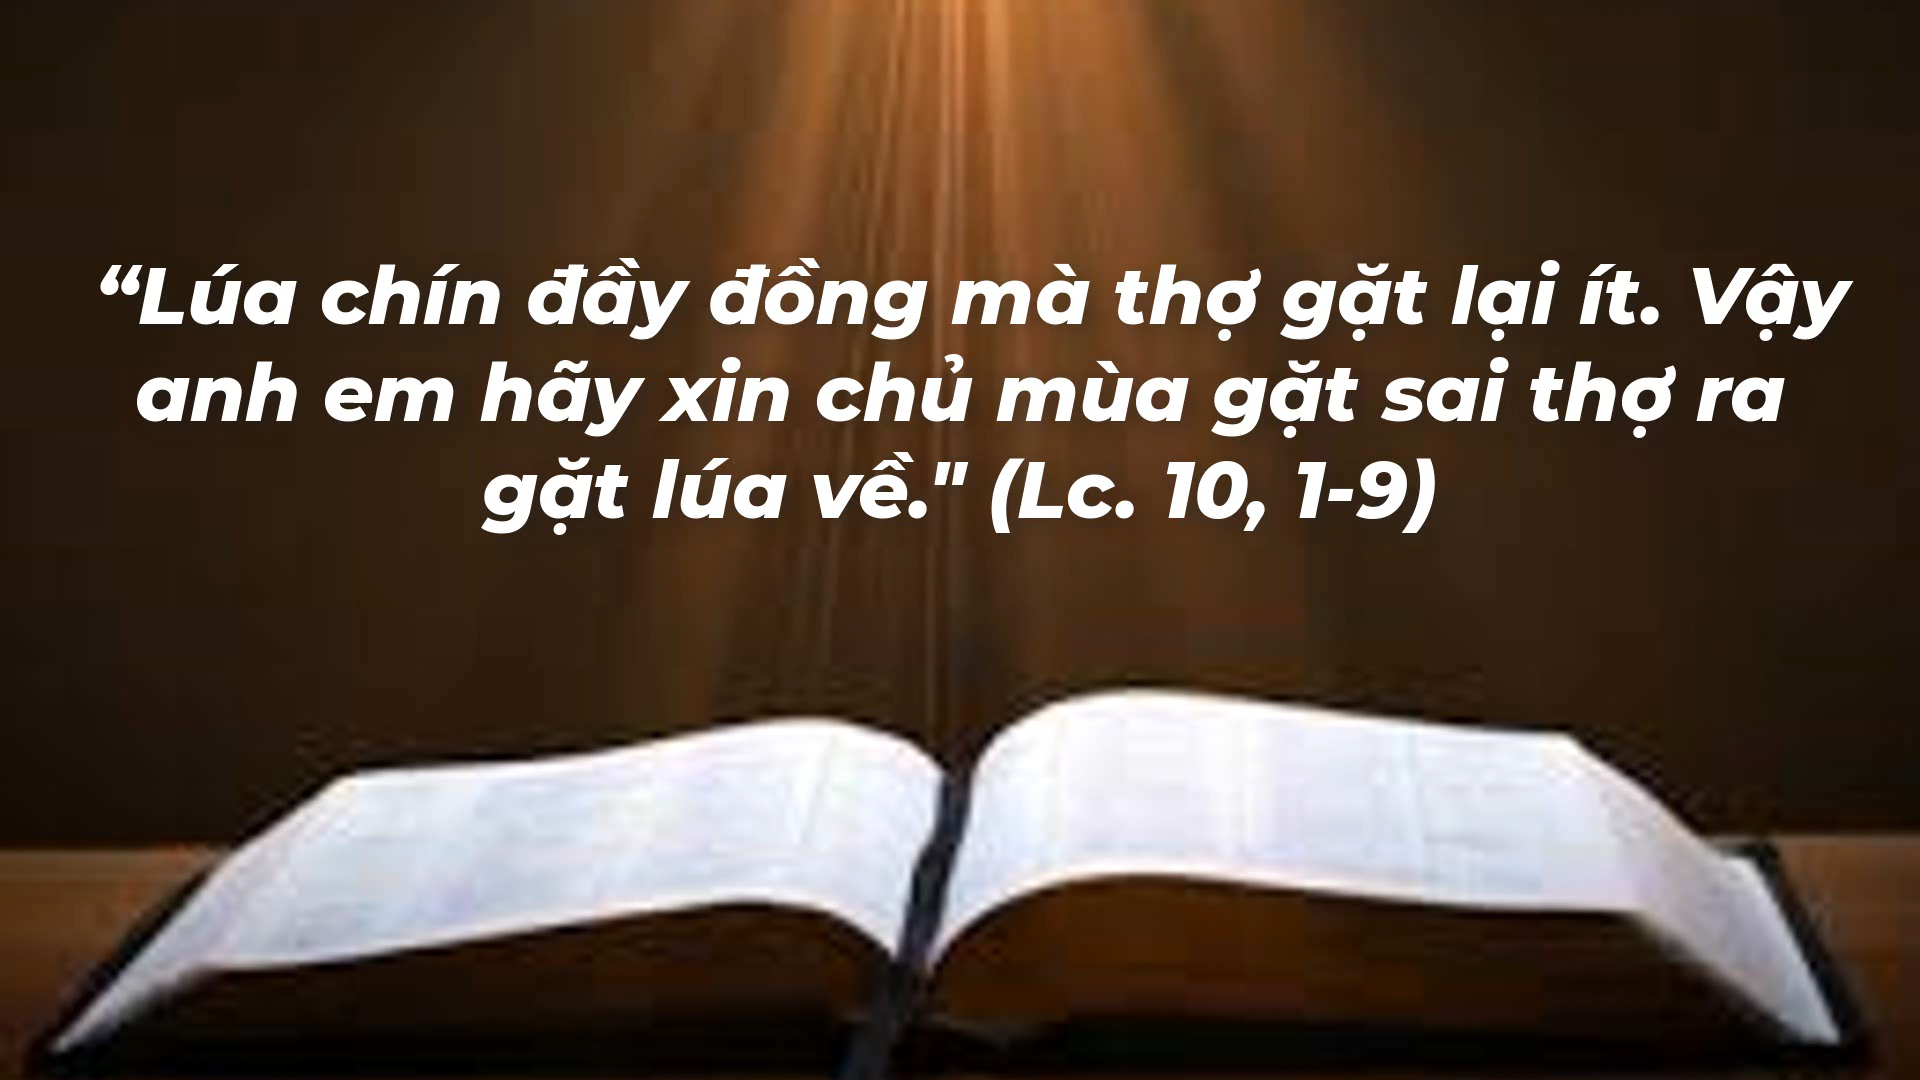 “Lúa chín đầy đồng mà thợ gặt lại ít. Vậy
anh em hãy xin chủ mùa gặt sai thợ ra
gặt lúa về." (Lc. 10, 1-9)